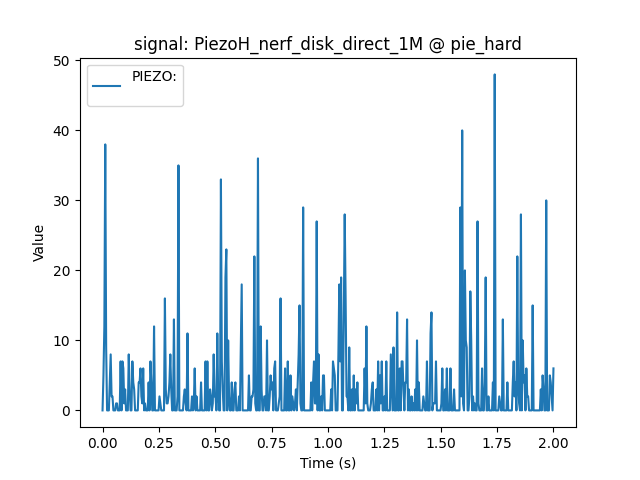 signal: PiezoH_nerf_disk_direct_1M @ pie_hard
PIEZO:
50
40
30
20
10
0
Value
0.00 0.25 0.50 0.75 1.00 1.25 1.50 1.75 2.00
Time (s)